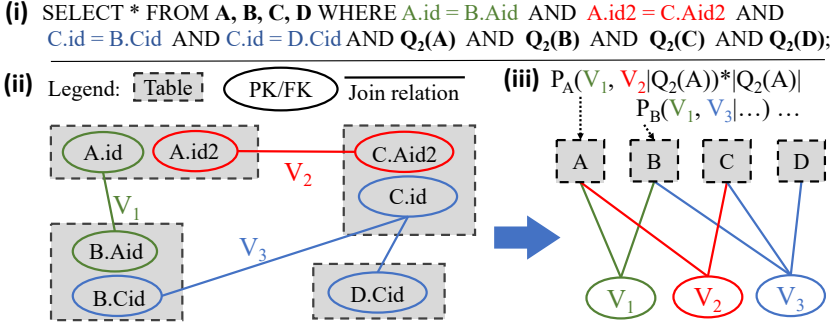 (i) SELECT * FROM A, B, C, D WHERE A.id = B.Aid AND A.id2 = C.Aid2 AND
C.id = B.Cid AND C.id = D.Cid AND Q2(A) AND Q2(B) AND Q2(C) AND Q2(D);
(ii) Legend: Table PK/FK Join relation
A.id A.id2 C.Aid2
V2
C.id
V1
B.Aid
V3
B.Cid
D.Cid
(iii) PA(V1, V2|Q2(A))*|Q2(A)|
PB(V1, V3|...) ...
A B C D
V1 V2 V3